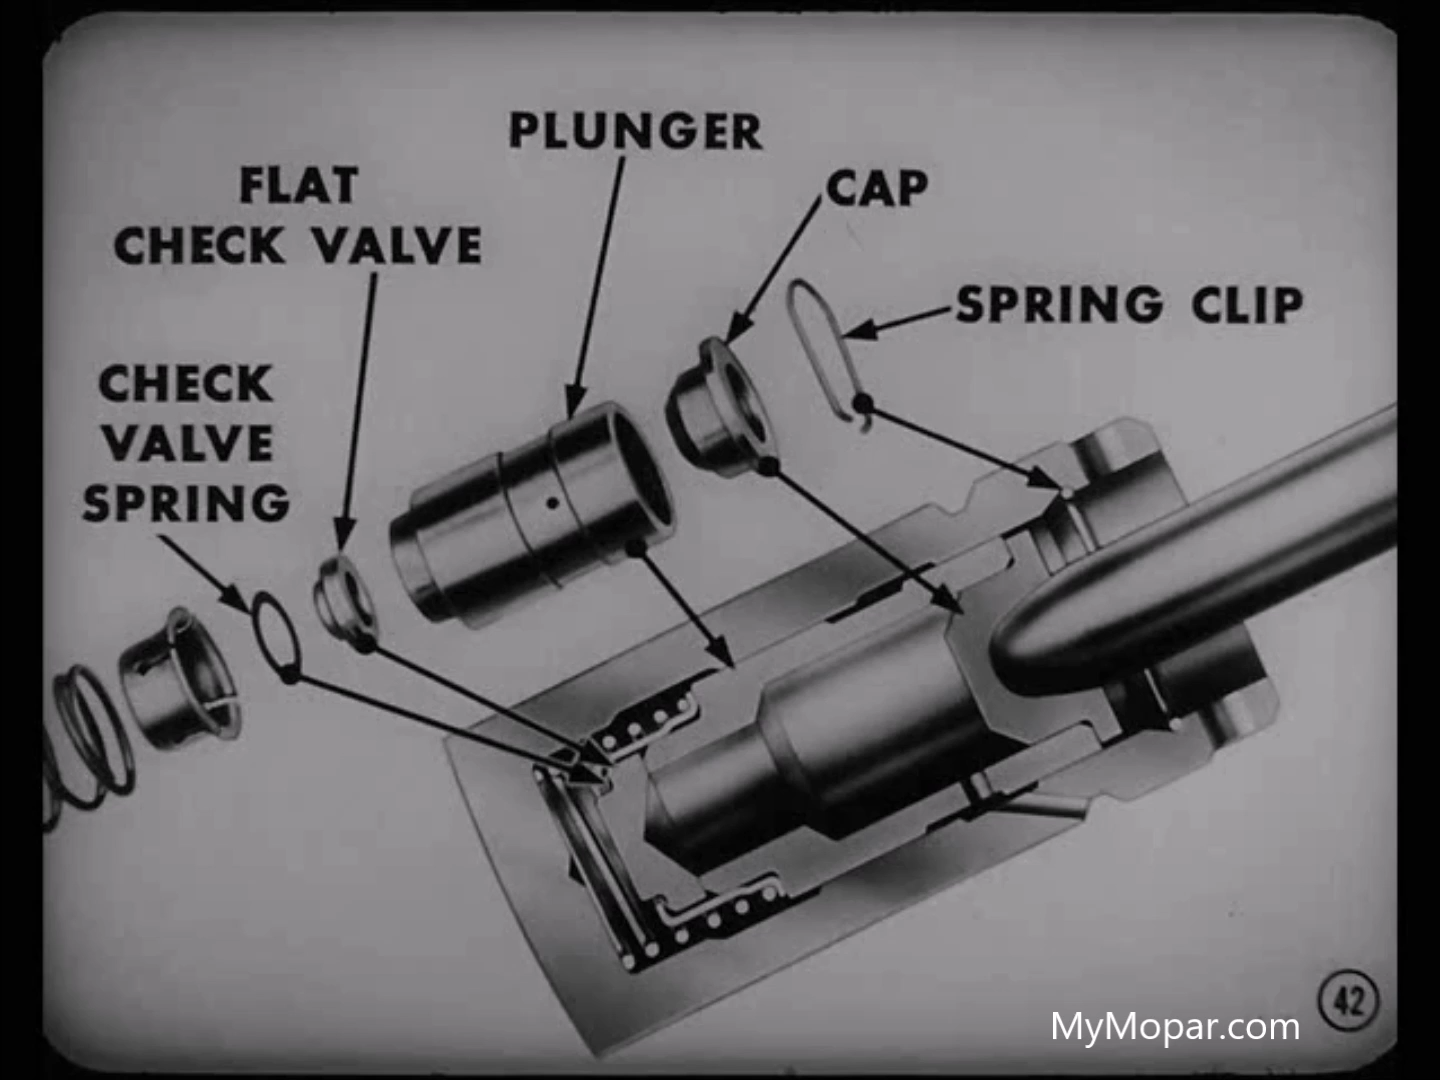 PLUNGER
FLAT
CHECK VALVE
CAP
SPRING CLIP
CHECK
VALVE
SPRING
42
MyMopar.com